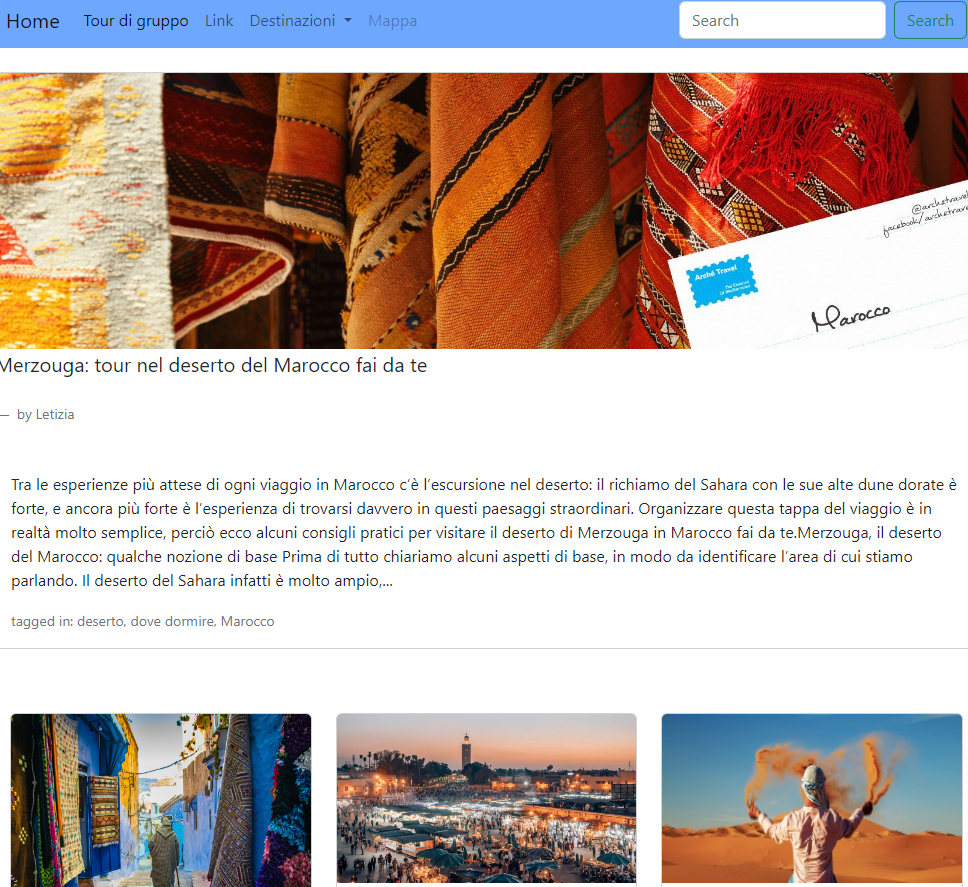 Home Tour di gruppo Link Destinazioni Mappa Search Search
@archetravel
facebook/archetrave
Arché Travel
Marocco
Merzouga: tour nel deserto del Marocco fai da te
— by Letizia
Tra le esperienze più attese di ogni viaggio in Marocco c’è l’escursione nel deserto: il richiamo del Sahara con le sue alte dune dorate è
forte, e ancora più forte è l’esperienza di trovarsi davvero in questi paesaggi straordinari. Organizzare questa tappa del viaggio è in
realtà molto semplice, perciò ecco alcuni consigli pratici per visitare il deserto di Merzouga in Marocco fai da te.Merzouga, il deserto
del Marocco: qualche nozione di base Prima di tutto chiariamo alcuni aspetti di base, in modo da identificare l’area di cui stiamo
parlando. Il deserto del Sahara infatti è molto ampio,...
tagged in: deserto, dove dormire, Marocco